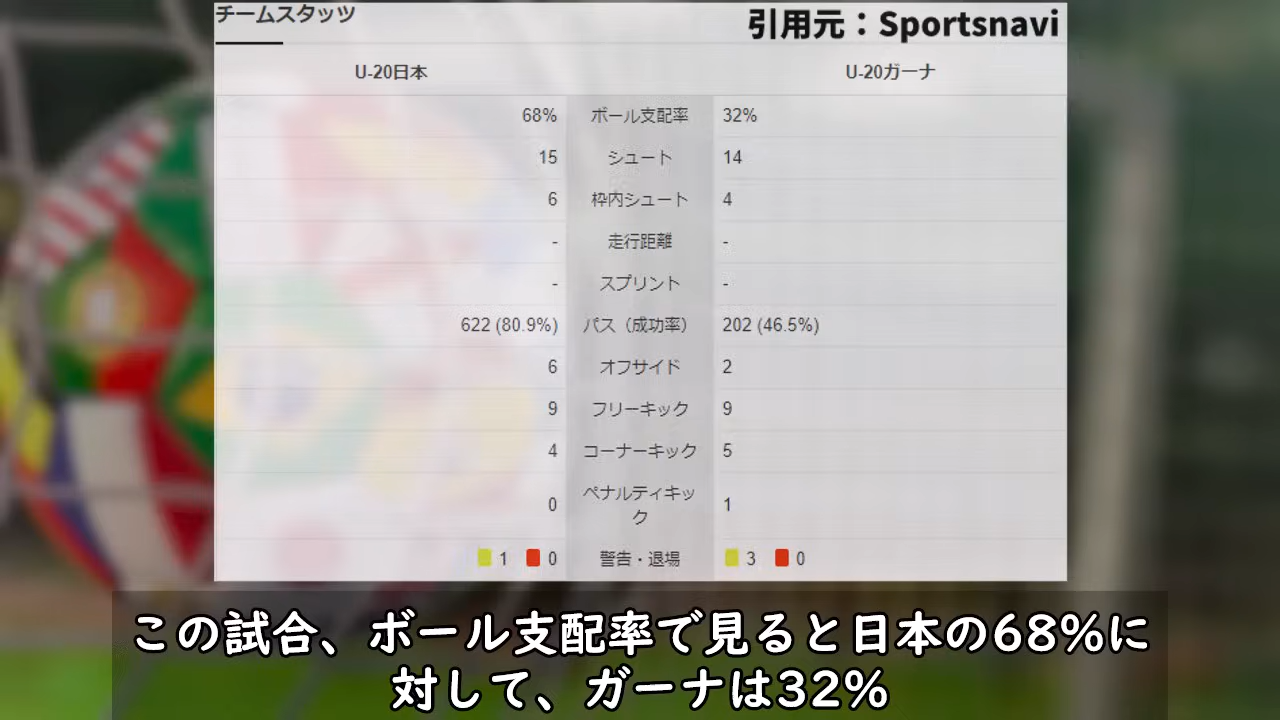 チームスタッツ
引用元：Sportsnavi
U-20日本 U-20ガーナ
68% ボール支配率 32%
15 シュート 14
6 枠内シュート 4
- 走行距離 -
- スプリント -
622 (80.9%) パス（成功率） 202 (46.5%)
6 オフサイド 2
9 フリーキック 9
4 コーナーキック 5
0 ペナルティキッ 1
ク
1 0 警告・退場 3 0
この試合、ボール支配率で見ると日本の68%に
対して、ガーナは32%